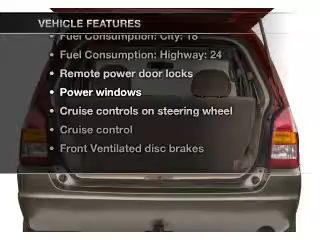 VEHICLE FEATURES
• Fuel Consumption: City: 18
• Fuel Consumption: Highway: 24
• Remote power door locks
• Power windows
• Cruise controls on steering wheel
• Cruise control
• Front Ventilated disc brakes